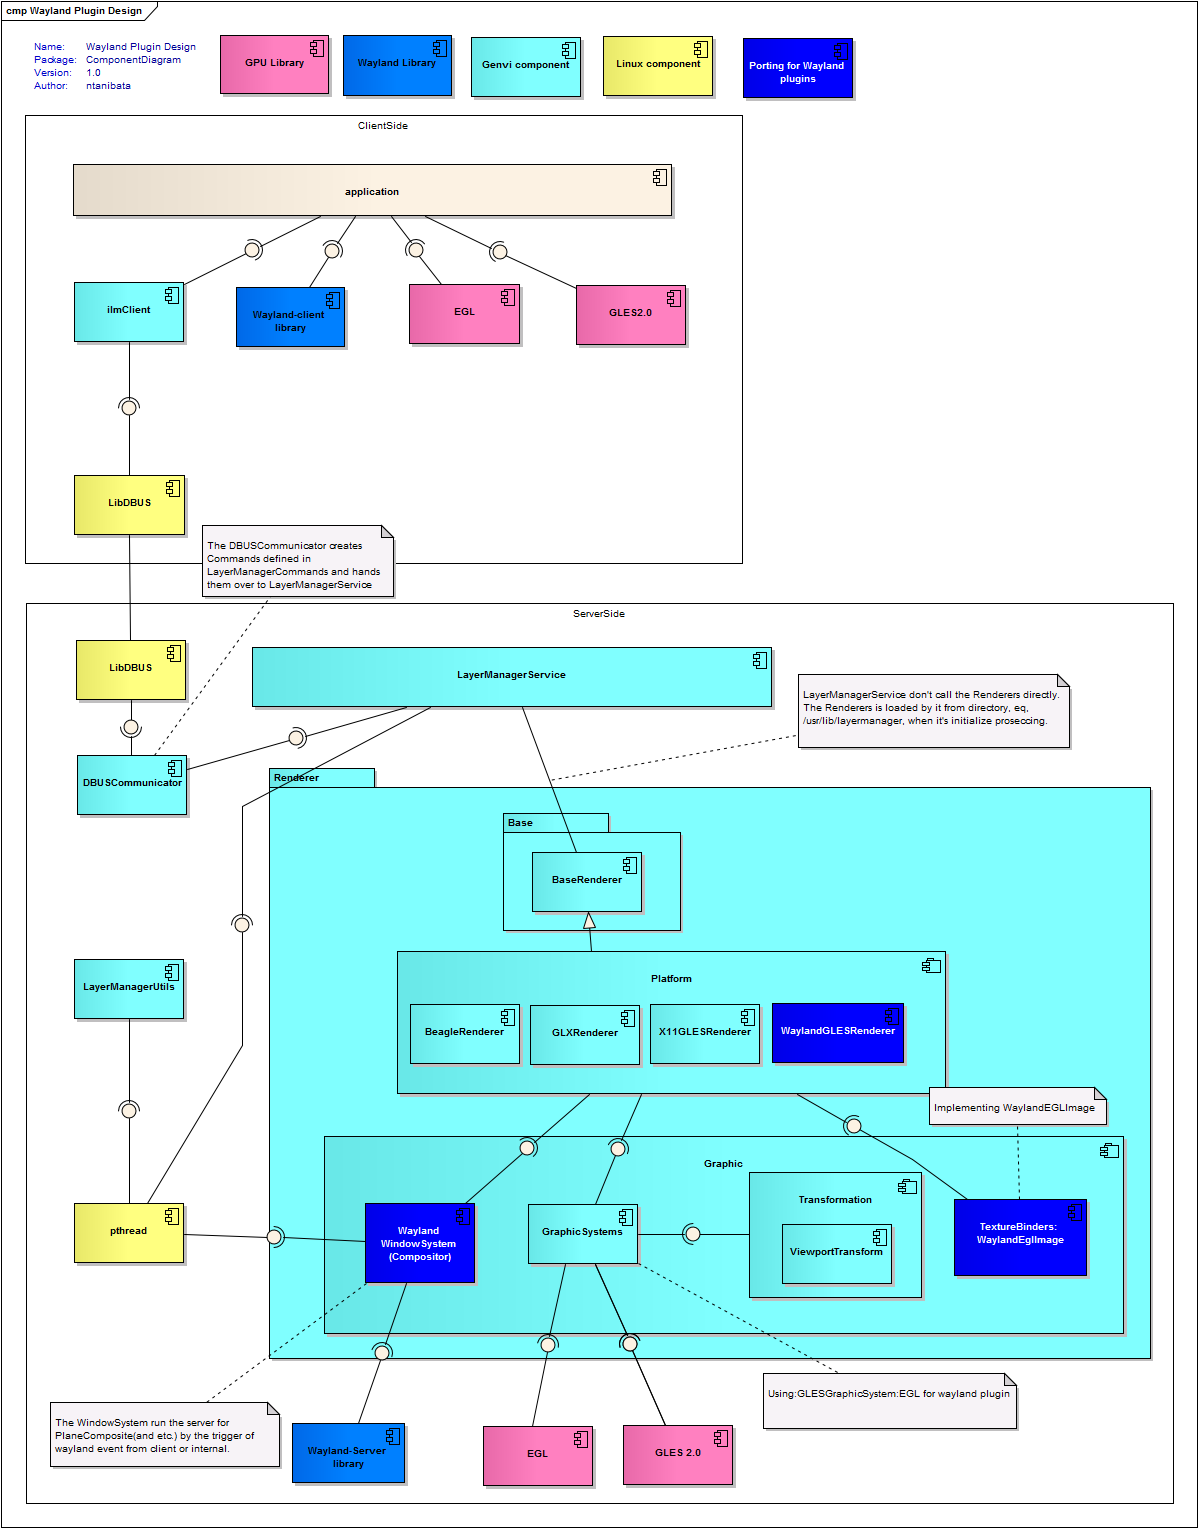 cmp Wayland Plugin Design
Name: Wayland Plugin Design
Package: ComponentDiagram
Version: 1.0
Author: ntanibata
GPU Library
Wayland Library
Genvi component
Linux component
Porting for Wayland
plugins
ClientSide
application
ilmClient
Wayland-client
library
EGL
GLES2.0
LibDBUS
The DBUSCommunicator creates
Commands defined in
LayerManagerCommands and hands
them over to LayerManagerService
ServerSide
LibDBUS
LayerManagerService
LayerManagerService don't call the Renderers directly.
The Renderers is loaded by it from directory, eq,
/usr/lib/layermanager, when it's initialize proseccing.
DBUSCommunicator
Renderer
Base
BaseRenderer
LayerManagerUtils
Platform
BeagleRenderer
GLXRenderer
X11GLESRenderer
WaylandGLESRenderer
Implementing WaylandEGLImage
Graphic
pthread
Wayland
WindowSystem
(Compositor)
GraphicSystems
Transformation
ViewportTransform
TextureBinders:
WaylandEglImage
Using:GLESGraphicSystem:EGL for wayland plugin
The WindowSystem run the server for
PlaneComposite(and etc.) by the trigger of
wayland event from client or internal.
Wayland-Server
library
EGL
GLES 2.0